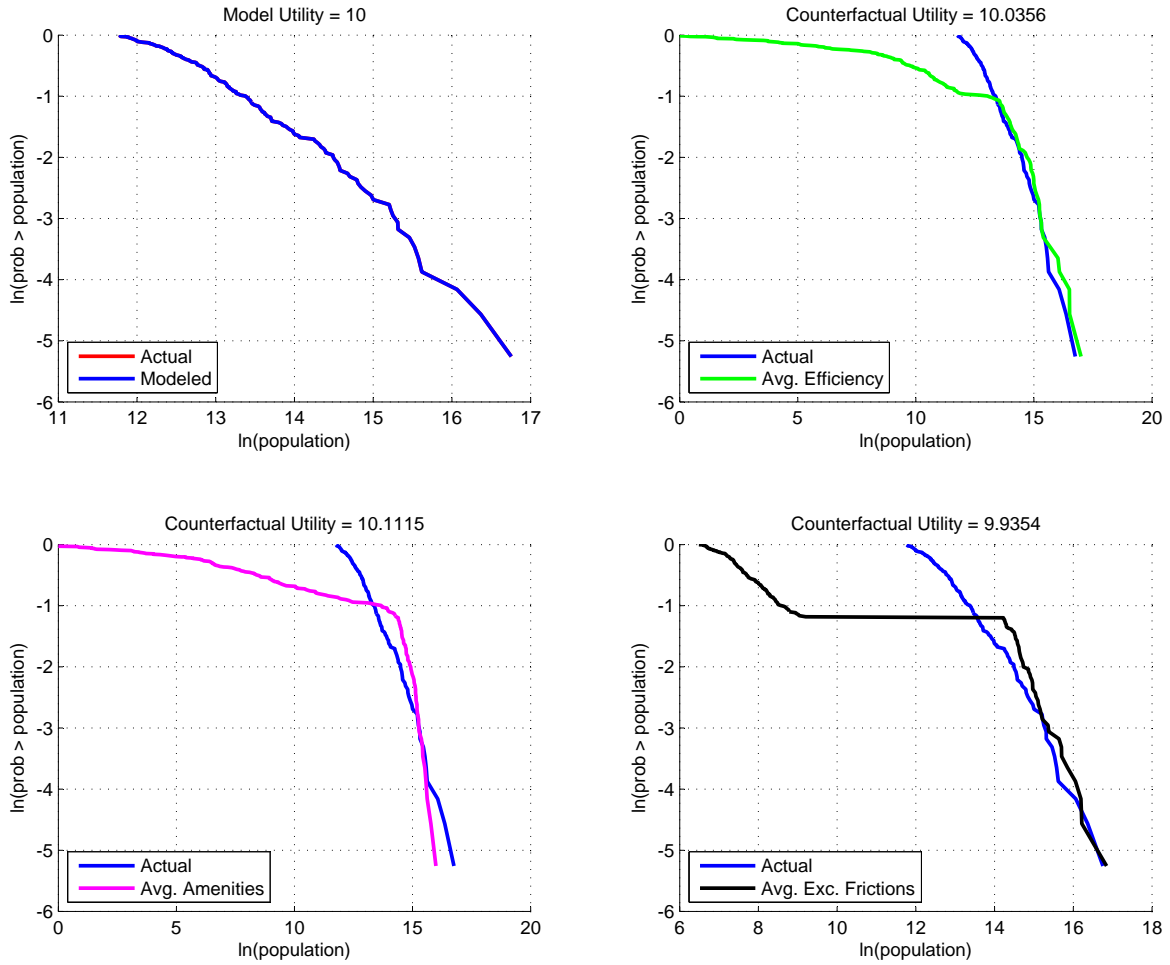 Model Utility = 10
0
-1
-2
-3
-4
-5
-6
ln(prob > population)
Actual
Modeled
11 12 13 14 15 16 17
ln(population)
Counterfactual Utility = 10.0356
0
-1
-2
-3
-4
-5
-6
ln(prob > population)
Actual
Avg. Efficiency
0 5 10 15 20
ln(population)
Counterfactual Utility = 10.1115
0
-1
-2
-3
-4
-5
-6
ln(prob > population)
Actual
Avg. Amenities
0 5 10 15 20
ln(population)
Counterfactual Utility = 9.9354
0
-1
-2
-3
-4
-5
-6
ln(prob > population)
Actual
Avg. Exc. Frictions
6 8 10 12 14 16 18
ln(population)